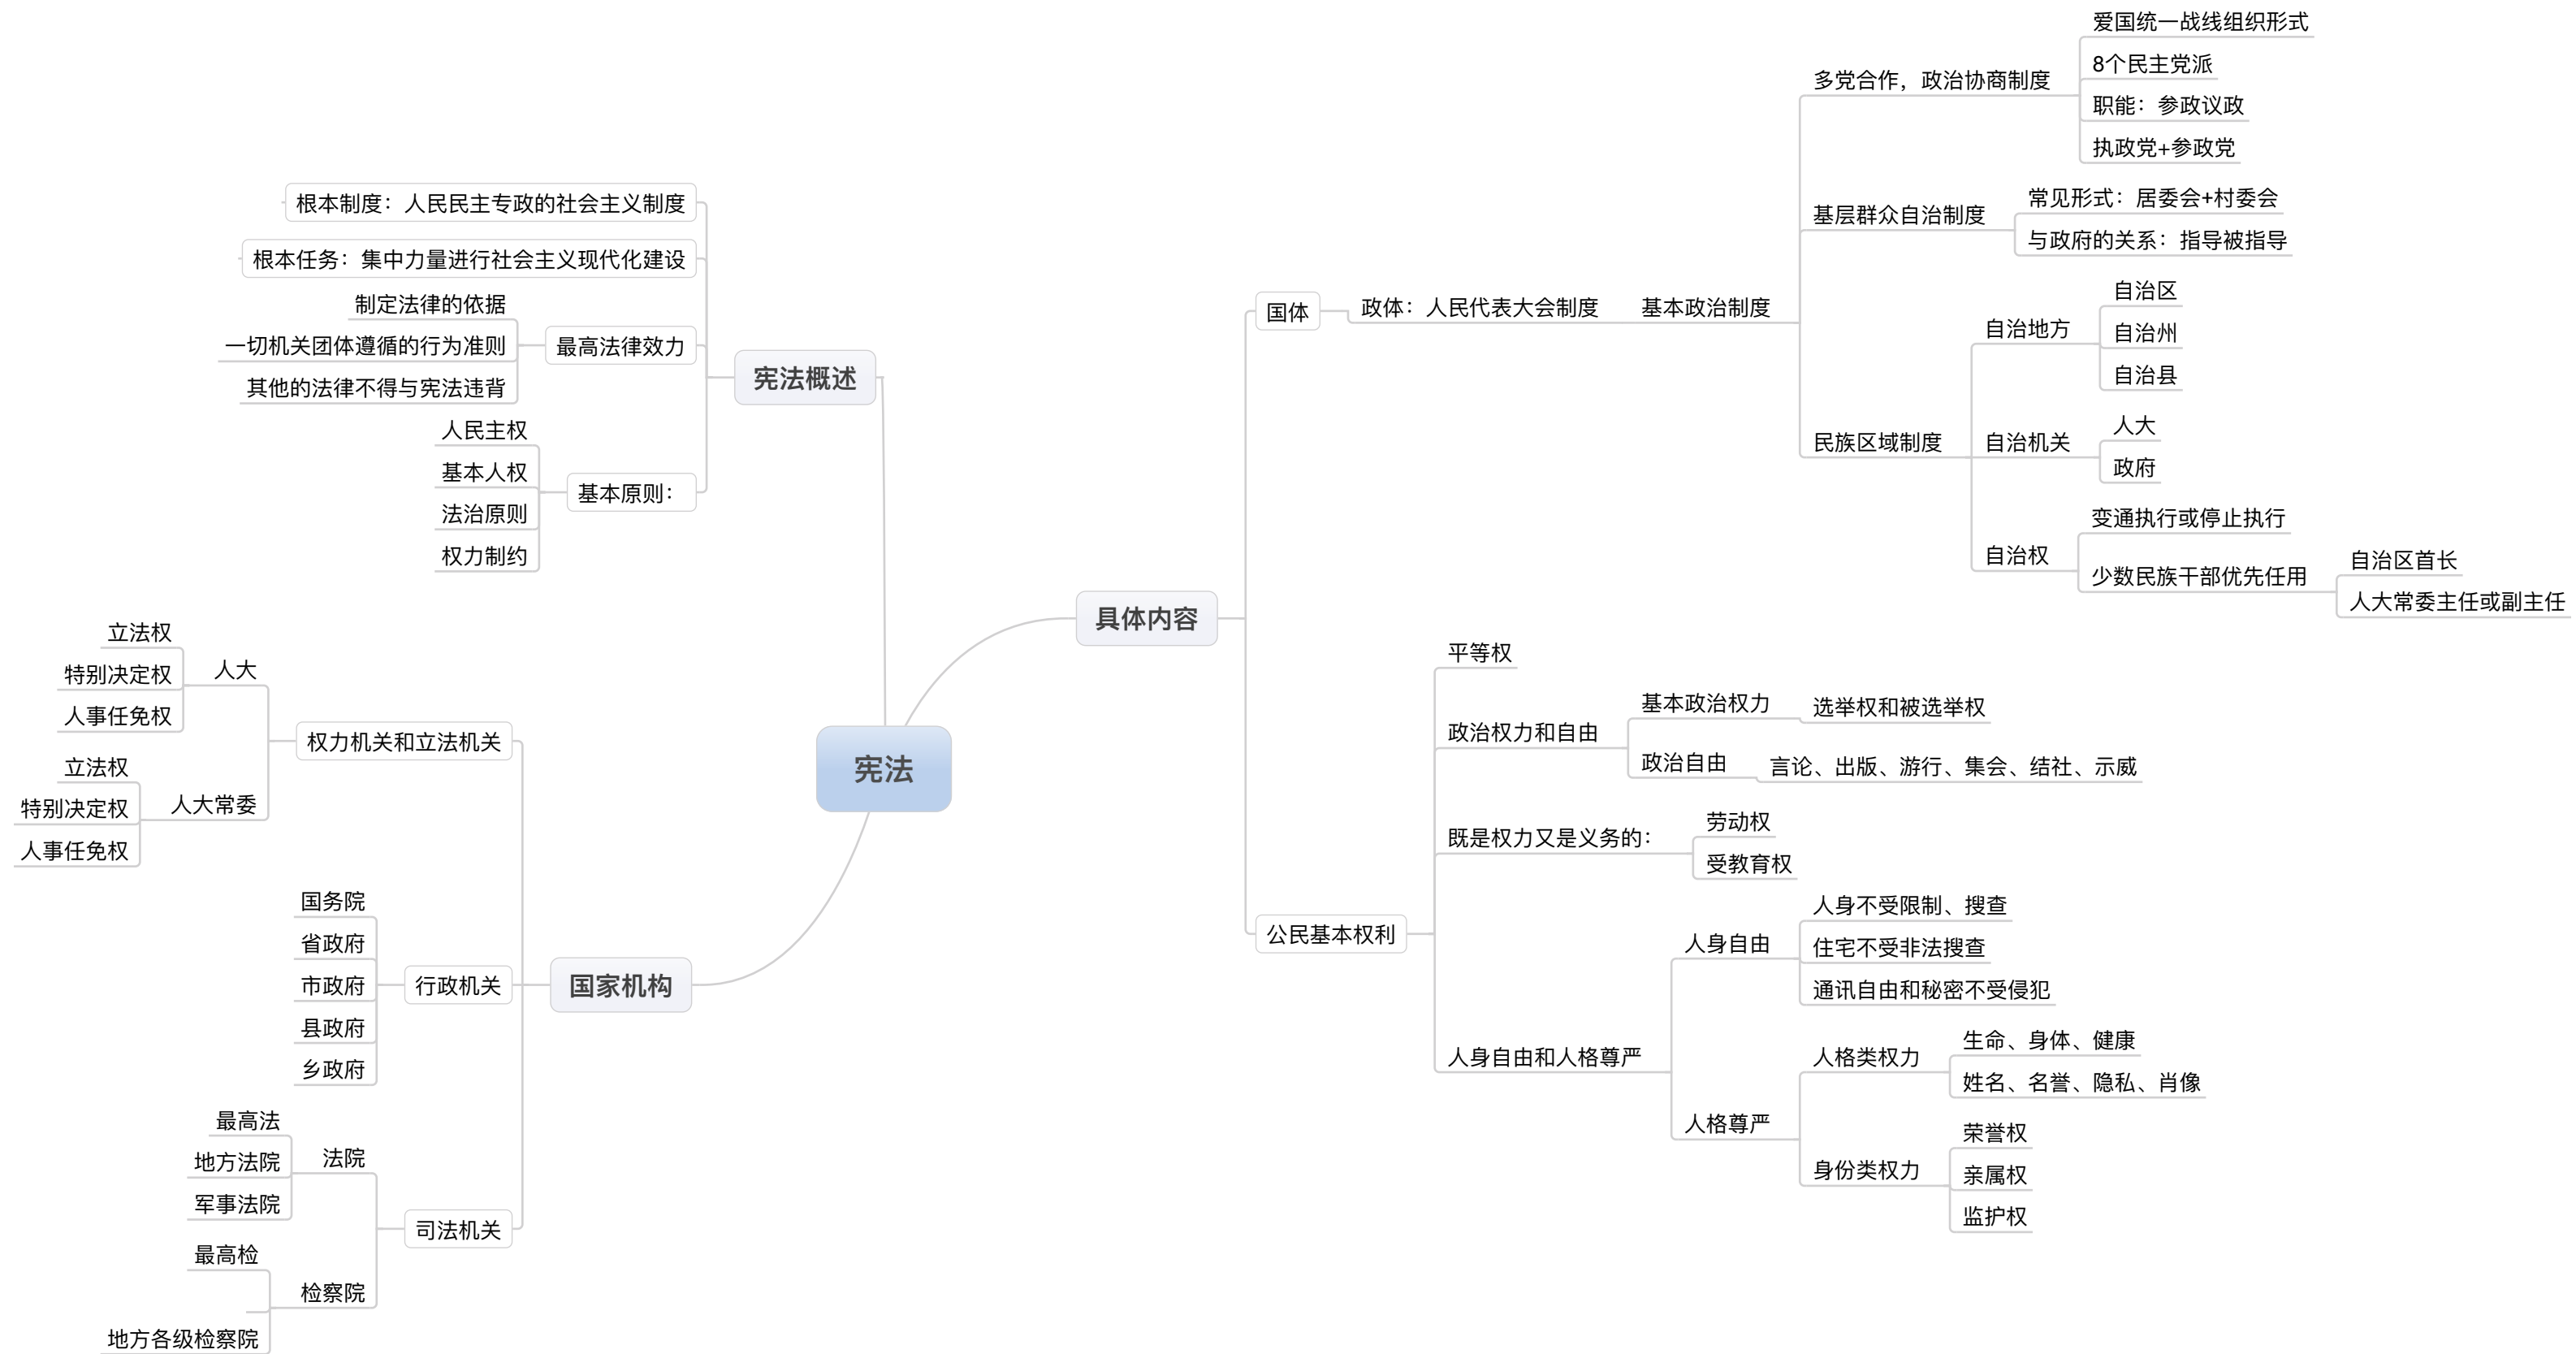 宪法
宪法概述
根本制度：人民民主专政的社会主义制度
根本任务：集中力量进行社会主义现代化建设
最高法律效力
制定法律的依据
一切机关团体遵循的行为准则
其他的法律不得与宪法违背
基本原则：
人民主权
基本人权
法治原则
权力制约
具体内容
国体
政体：人民代表大会制度
基本政治制度
多党合作，政治协商制度
爱国统一战线组织形式
8个民主党派
职能：参政议政
执政党+参政党
基层群众自治制度
常见形式：居委会+村委会
与政府的关系：指导被指导
民族区域制度
自治地方
自治区
自治州
自治县
自治机关
人大
政府
自治权
变通执行或停止执行
少数民族干部优先任用
自治区首长
人大常委主任或副主任
公民基本权利
平等权
政治权力和自由
基本政治权力
选举权和被选举权
政治自由
言论、出版、游行、集会、结社、示威
既是权力又是义务的：
劳动权
受教育权
人身自由和人格尊严
人身自由
人身不受限制、搜查
住宅不受非法搜查
通讯自由和秘密不受侵犯
人格尊严
人格类权力
生命、身体、健康
姓名、名誉、隐私、肖像
身份类权力
荣誉权
亲属权
监护权
国家机构
权力机关和立法机关
人大
立法权
特别决定权
人事任免权
人大常委
立法权
特别决定权
人事任免权
行政机关
国务院
省政府
市政府
县政府
乡政府
司法机关
法院
最高法
地方法院
军事法院
检察院
最高检
地方各级检察院